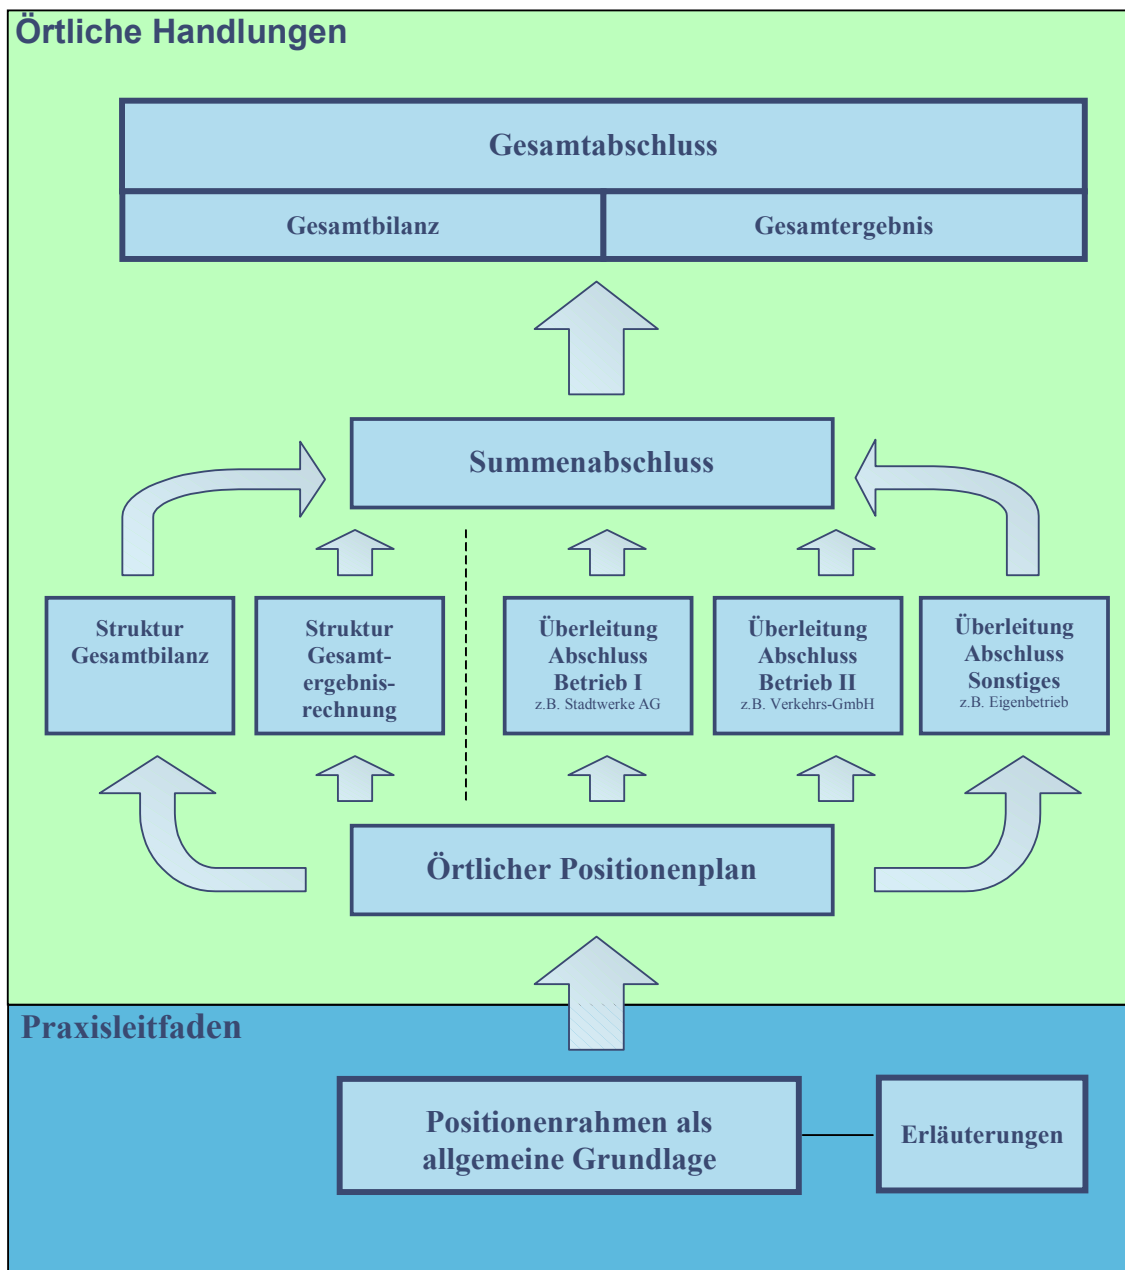 Örtliche Handlungen
Gesamtabschluss
Gesamtbilanz
Gesamtergebnis
Summenabschluss
Struktur
Gesamtbilanz
Struktur
Gesamt-
ergebnis-
rechnung
Überleitung
Abschluss
Betrieb I
z.B. Stadtwerke AG
Überleitung
Abschluss
Betrieb II
z.B. Verkehrs-GmbH
Überleitung
Abschluss
Sonstiges
z.B. Eigenbetrieb
Örtlicher Positionenplan
Praxisleitfaden
Positionenrahmen als
allgemeine Grundlage
Erläuterungen